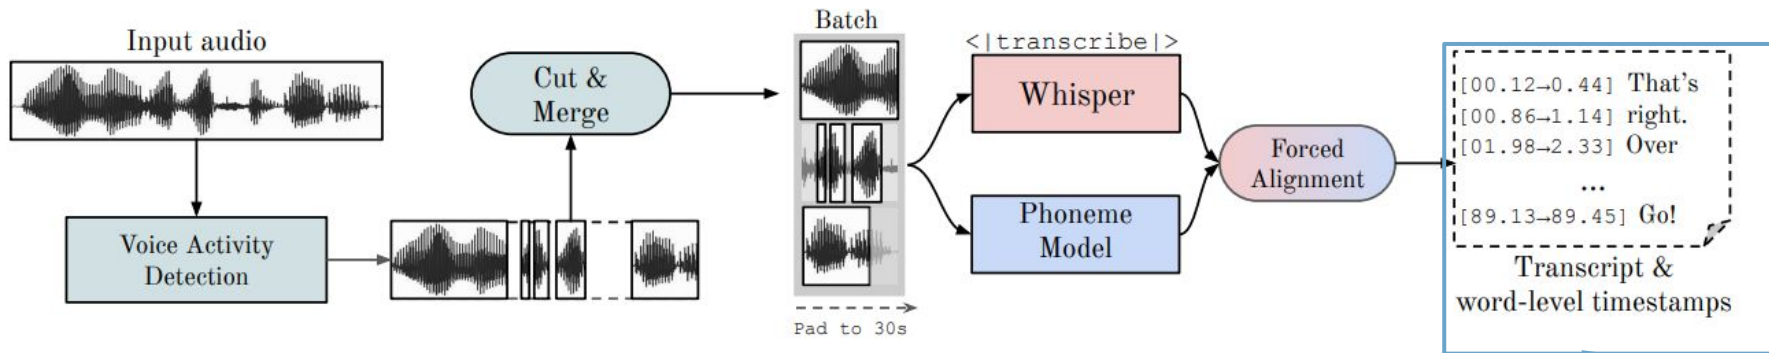 Input audio
Voice Activity
Detection
Cut &
Merge
Batch
Pad to 30s
<|transcribe|>
Whisper
Phoneme
Model
Forced
Alignment
[00.12→0.44] That's
[00.86→1.14] right.
[01.98→2.33] Over
...
[89.13→89.45] Go!
Transcript &
word-level timestamps